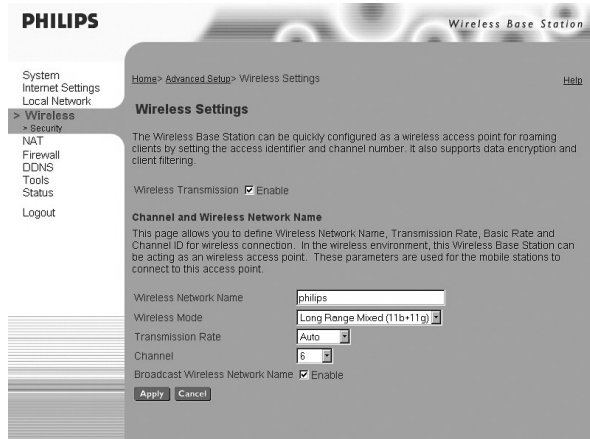 PHILIPS
Wireless Base Station
System
Internet Settings
Local Network
> Wireless
> Security
NAT
Firewall
DDNS
Tools
Status
Logout
Home> Advanced Setup> Wireless Settings
Help
Wireless Settings
The Wireless Base Station can be quickly configured as a wireless access point for roaming
clients by setting the access identifier and channel number. It also supports data encryption and
client filtering.
Wireless Transmission Enable
Channel and Wireless Network Name
This page allows you to define Wireless Network Name, Transmission Rate, Basic Rate and
Channel ID for wireless connection. In the wireless environment, this Wireless Base Station can
be acting as an wireless access point. These parameters are used for the mobile stations to
connect to this access point.
Wireless Network Name philips
Wireless Mode Long Range Mixed (11b+11g)
Transmission Rate Auto
Channel 6
Broadcast Wireless Network Name Enable
Apply Cancel